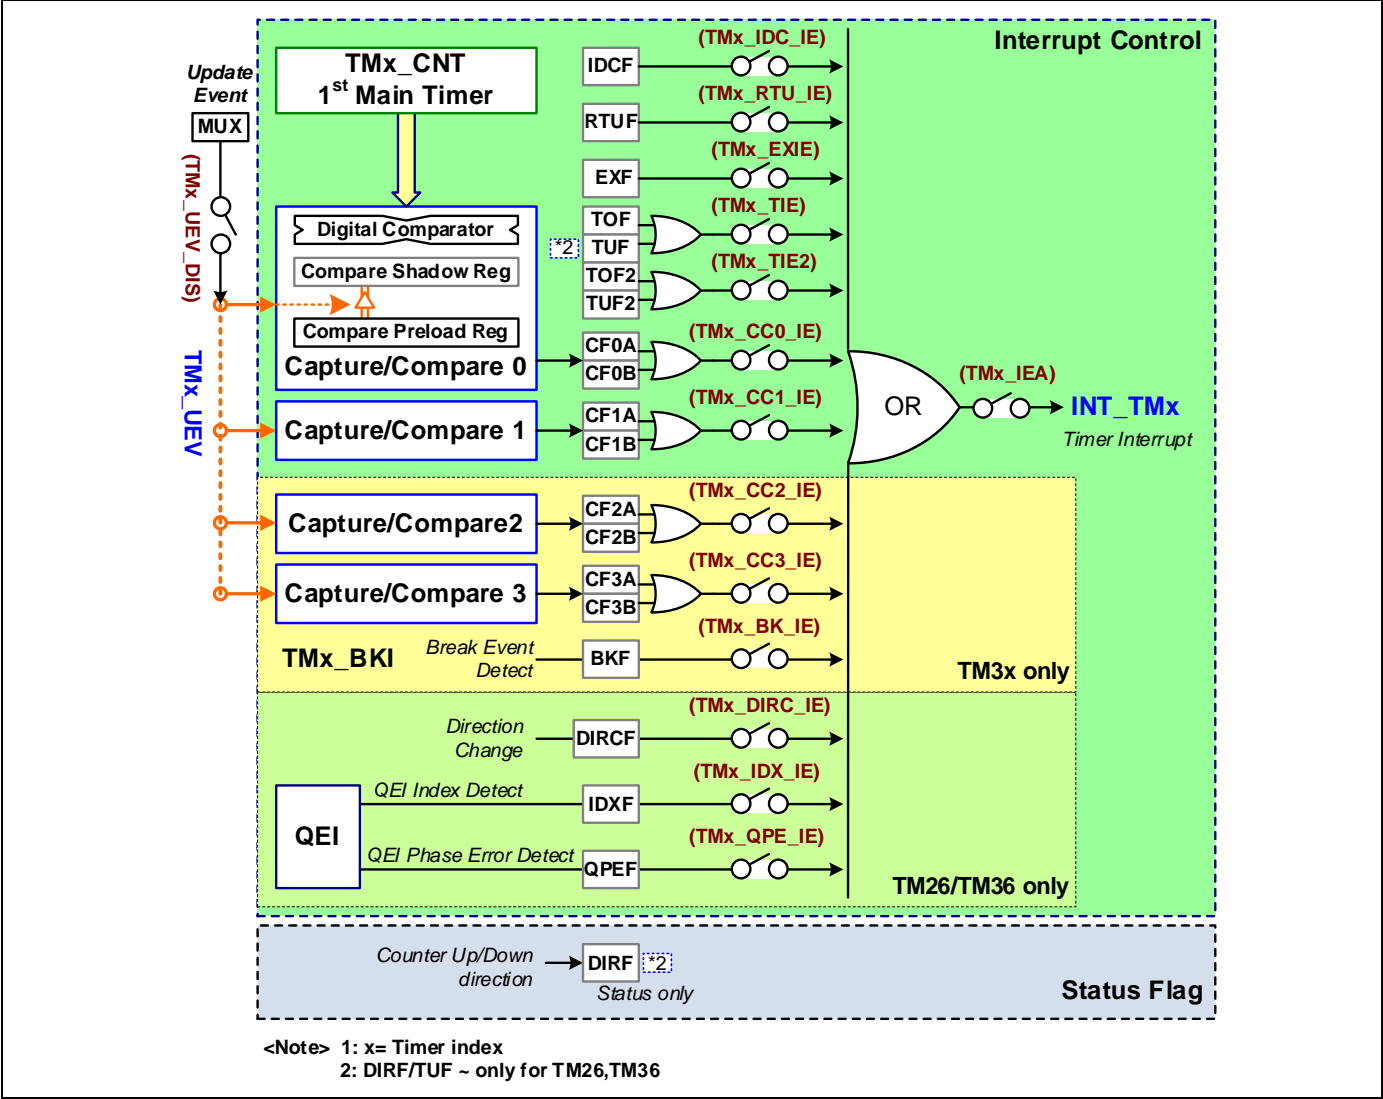 Interrupt Control
Update
Event
MUX
(TMx_UEV_DIS)
TMx_UEV
TMx_CNT
1st Main Timer
Digital Comparator
Compare Shadow Reg
Compare Preload Reg
Capture/Compare 0
Capture/Compare 1
Capture/Compare2
Capture/Compare 3
TMx_BKI
Break Event
Detect
Direction
Change
QEI
QEI Index Detect
QEI Phase Error Detect
IDCF
(TMx_IDC_IE)
RTUF
(TMx_RTU_IE)
EXF
(TMx_EXIE)
*2
TOF
TUF
(TMx_TIE)
TOF2
TUF2
(TMx_TIE2)
CF0A
CF0B
(TMx_CC0_IE)
CF1A
CF1B
(TMx_CC1_IE)
CF2A
CF2B
(TMx_CC2_IE)
CF3A
CF3B
(TMx_CC3_IE)
BKF
(TMx_BK_IE)
TM3x only
DIRCF
(TMx_DIRC_IE)
IDXF
(TMx_IDX_IE)
QPEF
(TMx_QPE_IE)
TM26/TM36 only
OR
(TMx_IEA)
INT_TMx
Timer Interrupt
Counter Up/Down
direction
DIRF
*2
Status only
Status Flag
<Note> 1: x= Timer index
2: DIRF/TUF ~ only for TM26,TM36